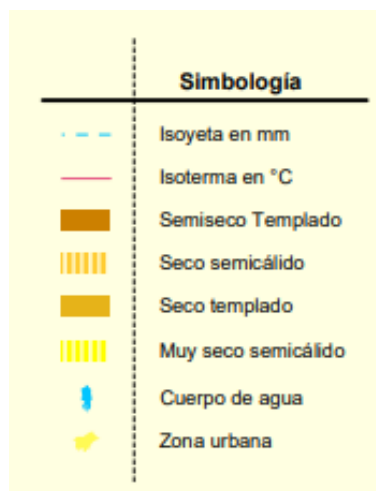 Simbología
Isoyeta en mm
Isoterma en °C
Semiseco Templado
Seco semicálido
Seco templado
Muy seco semicálido
Cuerpo de agua
Zona urbana